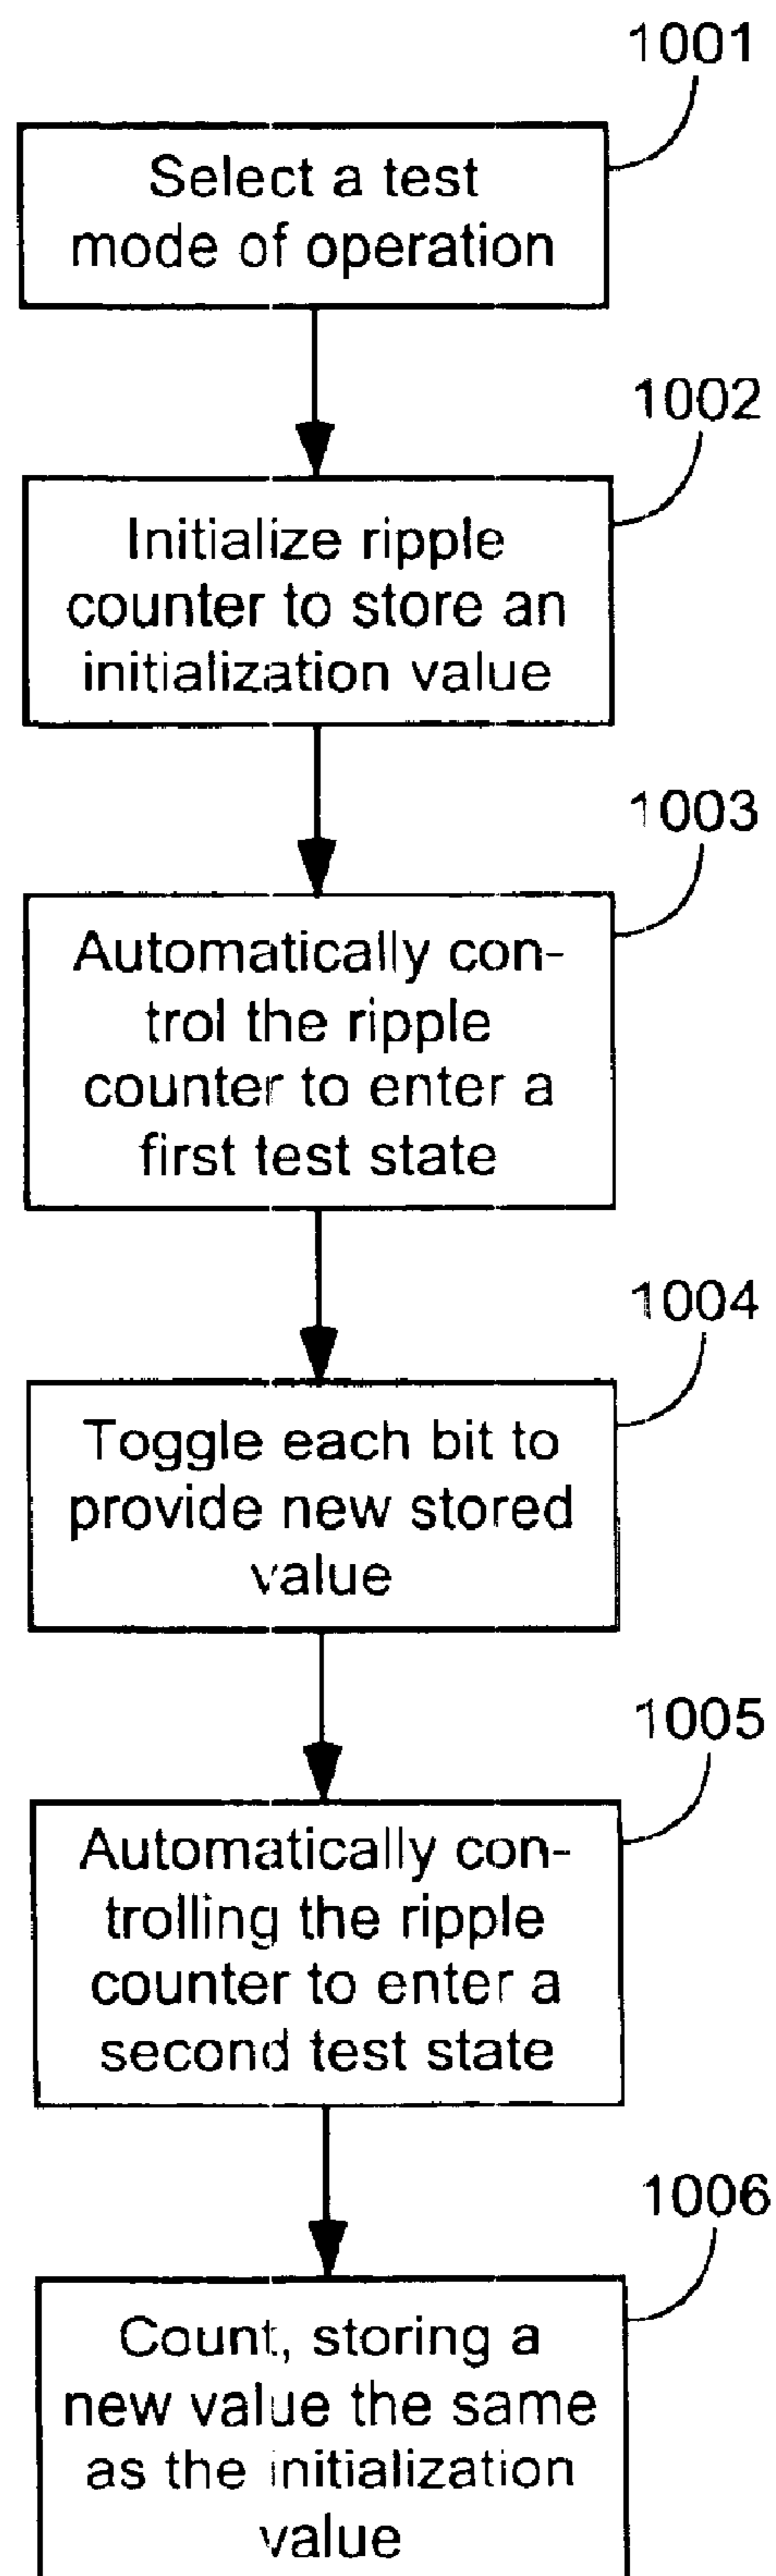 1001
Select a test
mode of operation
1002
Initialize ripple
counter to store an
initialization value
1003
Automatically con-
trol the ripple
counter to enter a
first test state
1004
Toggle each bit to
provide new stored
value
1005
Automatically con-
trolling the ripple
counter to enter a
second test state
1006
Count, storing a
new value the same
as the initialization
value